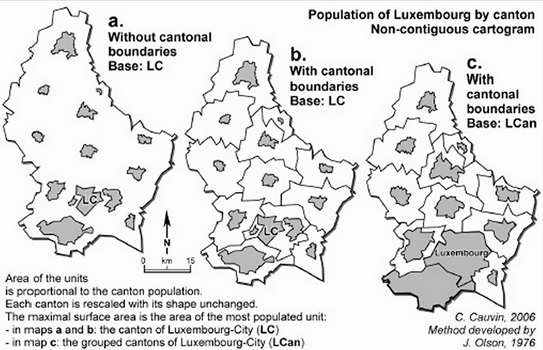 Population of Luxembourg by canton
Non-contiguous cartogram
a.
Without cantonal
boundaries
Base: LC
b.
With cantonal
boundaries
Base: LC
c.
With
cantonal
boundaries
Base: LCan
LC
LC
Luxembourg
N
0 km 15
Area of the units
is proportional to the canton population.
Each canton is rescaled with its shape unchanged.
The maximal surface area is the area of the most populated unit:
- in maps a and b: the canton of Luxembourg-City (LC)
- in map c: the grouped cantons of Luxembourg-City (LCan)
C. Cauvin, 2006
Method developed by
J. Olson, 1976